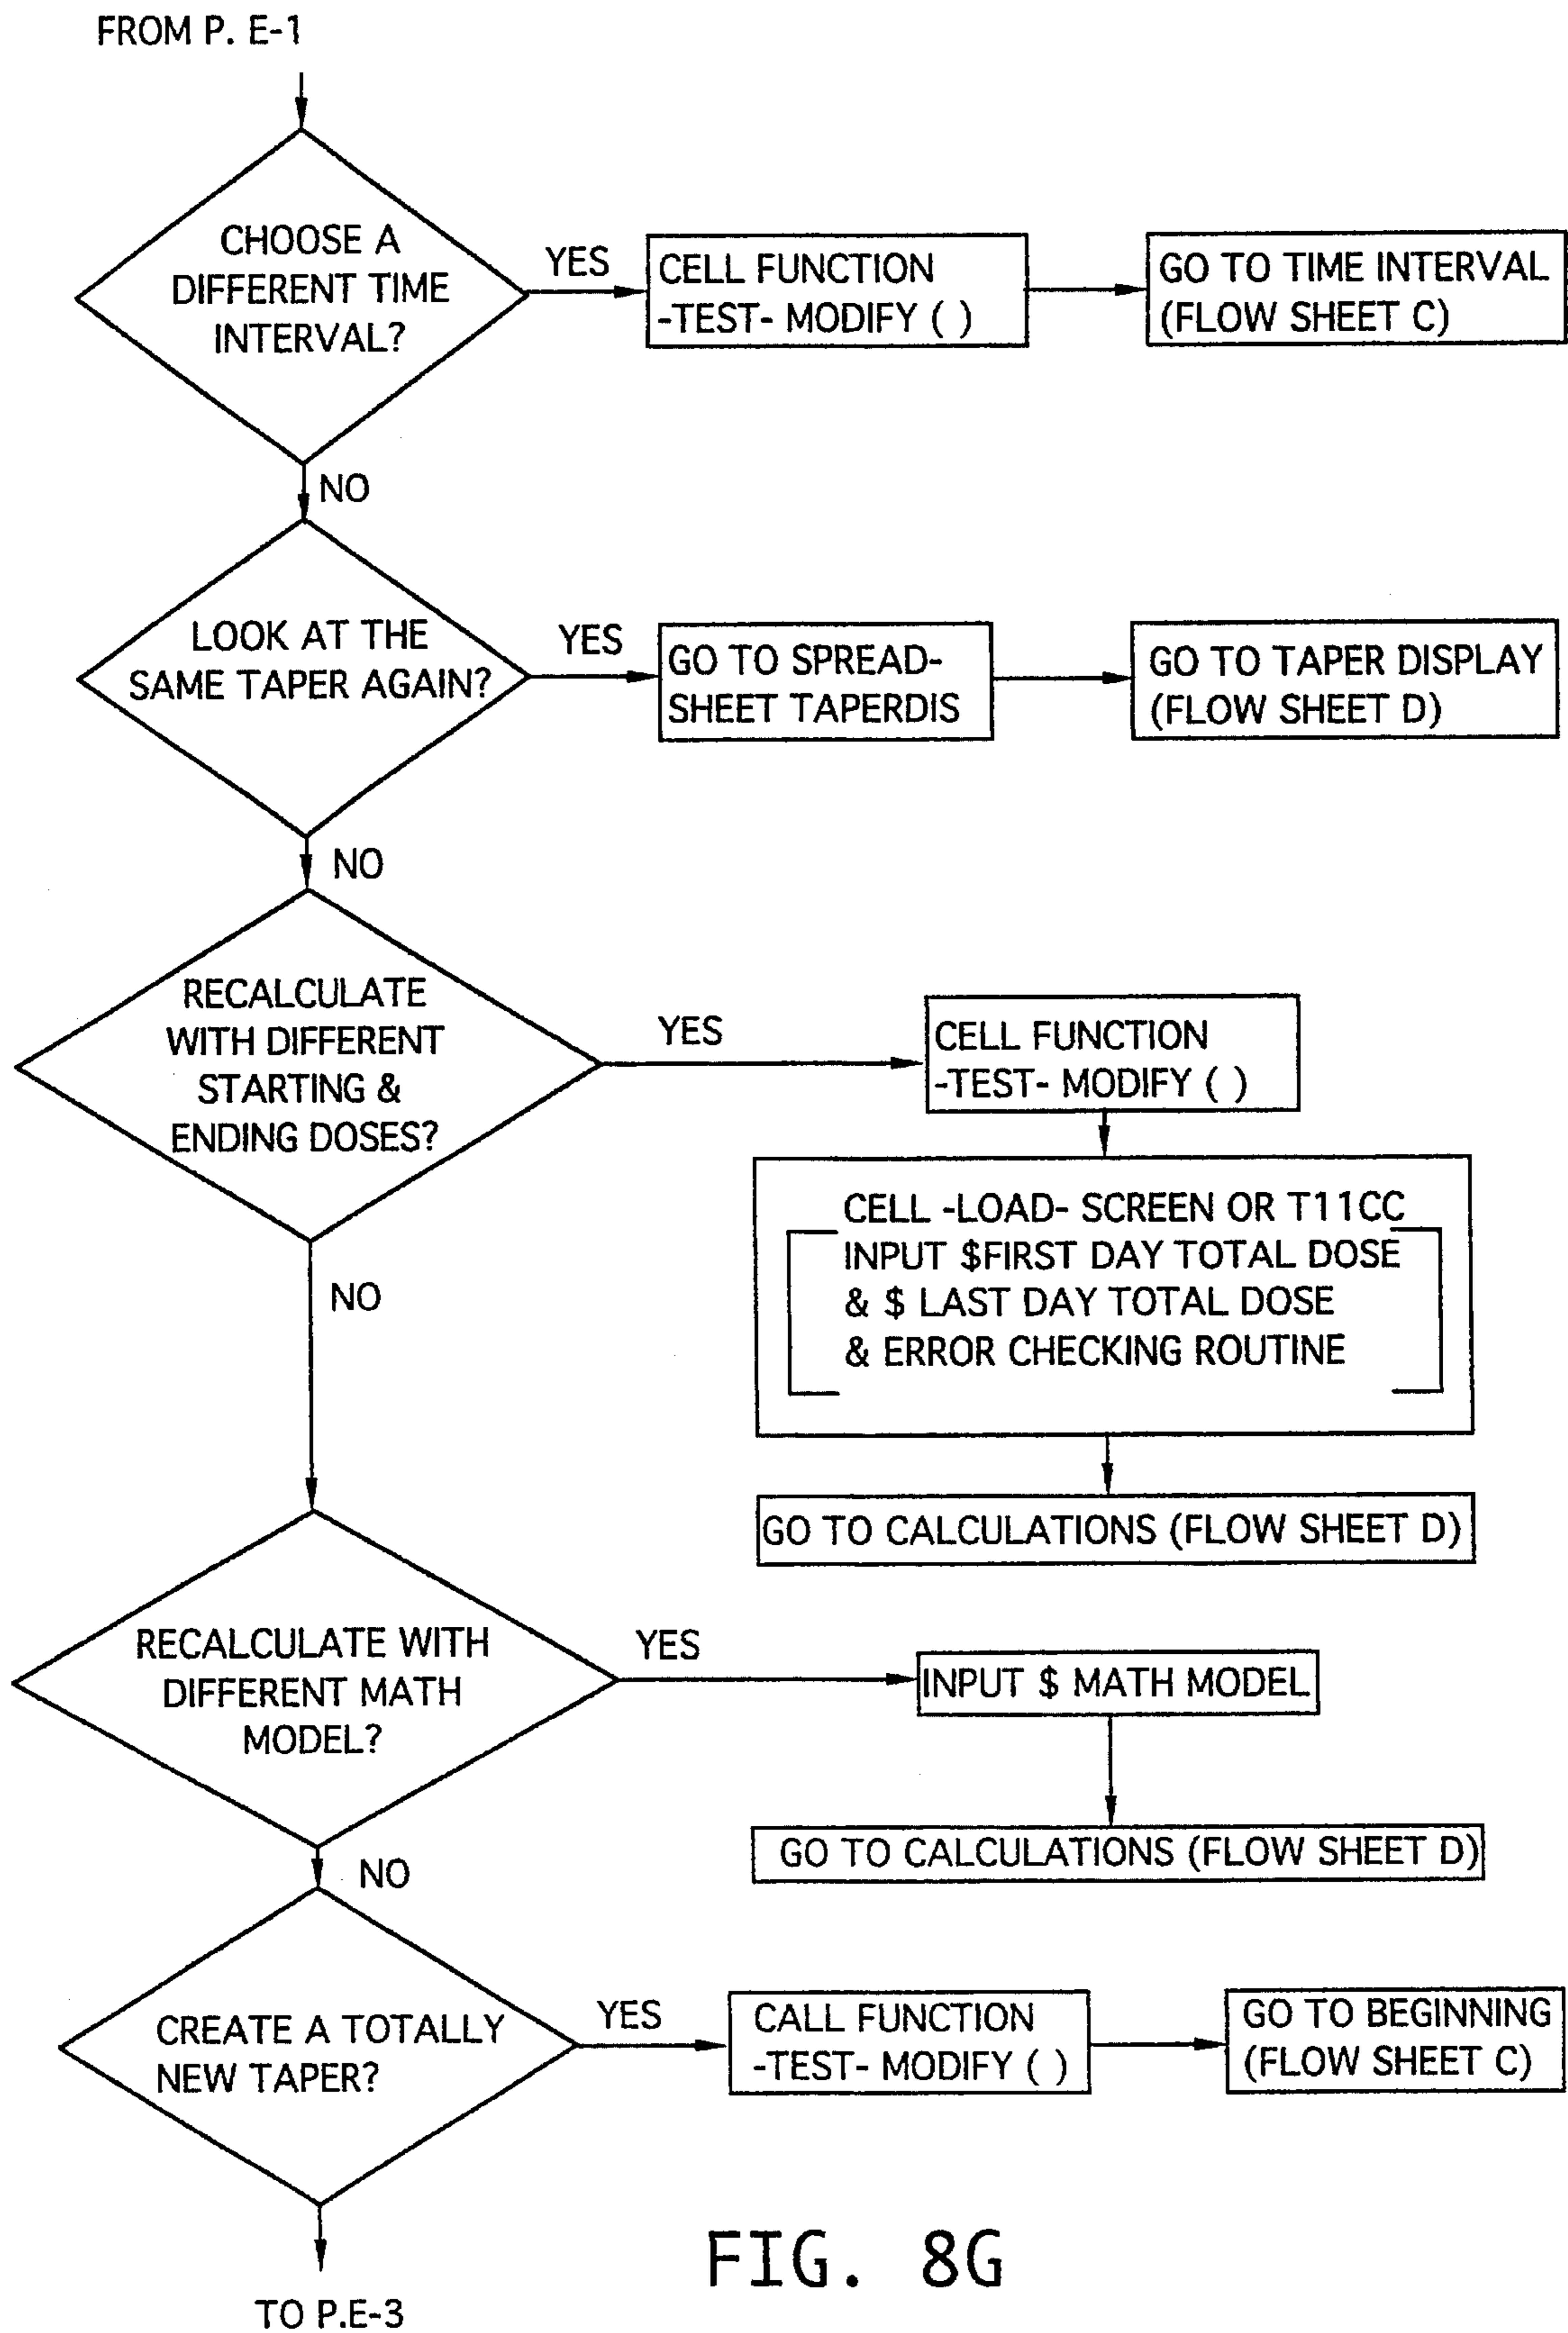 FROM P. E-1
CHOOSE A
DIFFERENT TIME
INTERVAL?
YES
CELL FUNCTION
-TEST- MODIFY ( )
GO TO TIME INTERVAL
(FLOW SHEET C)
NO
LOOK AT THE
SAME TAPER AGAIN?
YES
GO TO SPREAD-
SHEET TAPERDIS
GO TO TAPER DISPLAY
(FLOW SHEET D)
NO
RECALCULATE
WITH DIFFERENT
STARTING &
ENDING DOSES?
YES
CELL FUNCTION
-TEST- MODIFY ( )
CELL -LOAD- SCREEN OR T11CC
INPUT $FIRST DAY TOTAL DOSE
& $ LAST DAY TOTAL DOSE
& ERROR CHECKING ROUTINE
GO TO CALCULATIONS (FLOW SHEET D)
NO
RECALCULATE WITH
DIFFERENT MATH
MODEL?
YES
INPUT $ MATH MODEL
GO TO CALCULATIONS (FLOW SHEET D)
NO
CREATE A TOTALLY
NEW TAPER?
YES
CALL FUNCTION
-TEST- MODIFY ( )
GO TO BEGINNING
(FLOW SHEET C)
TO P.E-3
FIG. 8G